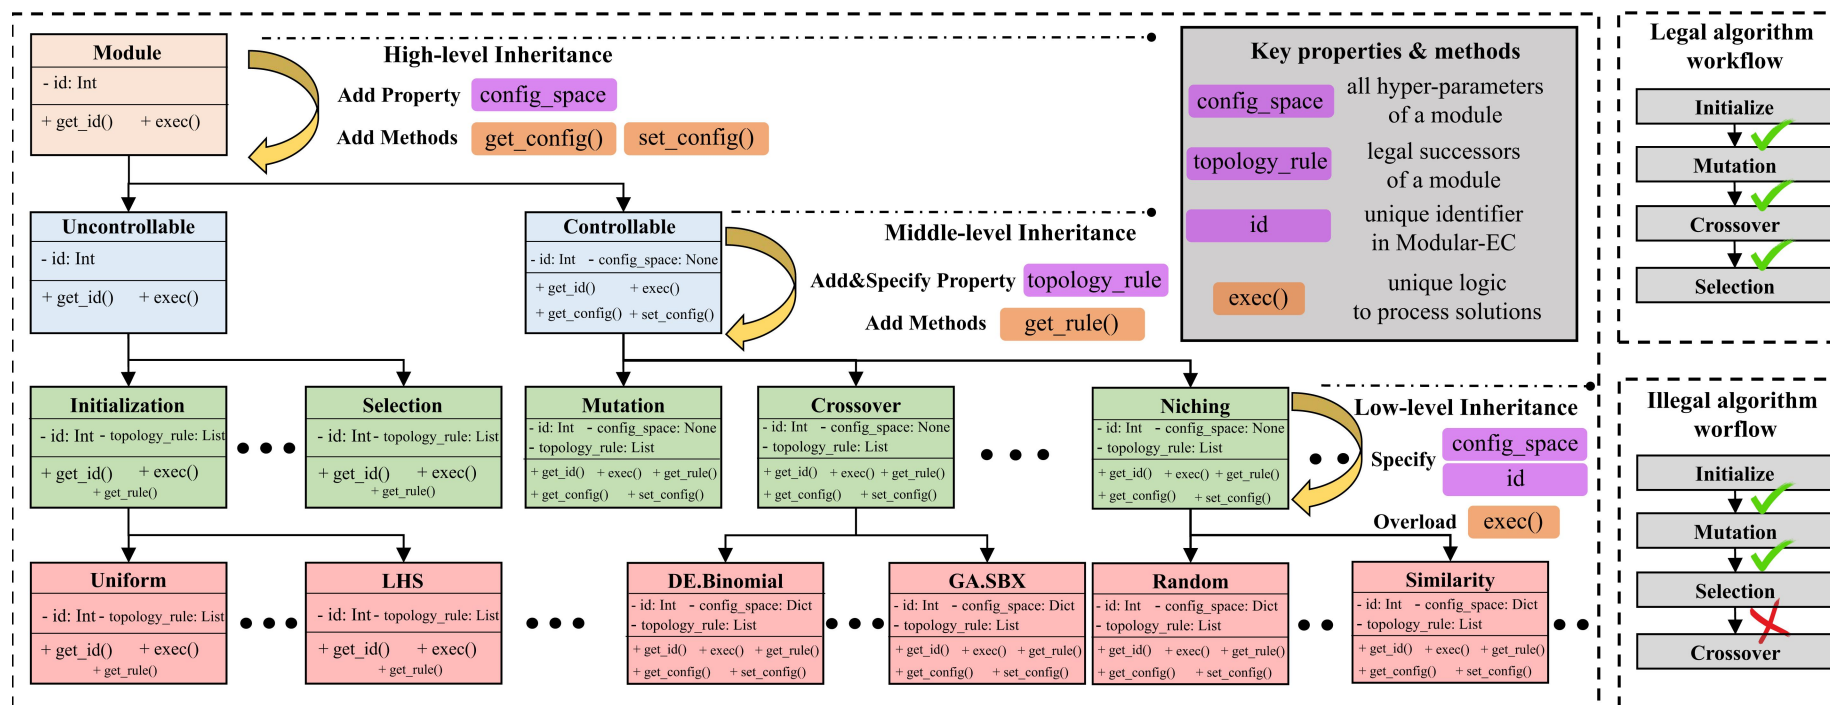 Module
- id: Int
+ get_id() + exec()
High-level Inheritance
Add Property config_space
Add Methods get_config() set_config()
Uncontrollable
- id: Int
+ get_id() + exec()
Controllable
- id: Int - config_space: None
+ get_id() + exec()
+ get_config() + set_config()
Middle-level Inheritance
Add&Specify Property topology_rule
Add Methods get_rule()
Key properties & methods
config_space all hyper-parameters
of a module
topology_rule legal successors
of a module
id unique identifier
in Modular-EC
exec() unique logic
to process solutions
Initialization
- id: Int - topology_rule: List
+ get_id() + exec()
+ get_rule()
Selection
- id: Int - topology_rule: List
+ get_id() + exec()
+ get_rule()
Mutation
- id: Int - config_space: None
- topology_rule: List
+ get_id() + exec() + get_rule()
+ get_config() + set_config()
Crossover
- id: Int - config_space: None
- topology_rule: List
+ get_id() + exec() + get_rule()
+ get_config() + set_config()
Niching
- id: Int - config_space: None
- topology_rule: List
+ get_id() + exec() + get_rule()
+ get_config() + set_config()
Low-level Inheritance
Specify config_space
id
Overload exec()
Uniform
- id: Int - topology_rule: List
+ get_id() + exec()
+ get_rule()
LHS
- id: Int - topology_rule: List
+ get_id() + exec()
+ get_rule()
DE.Binomial
- id: Int - config_space: Dict
- topology_rule: List
+ get_id() + exec() + get_rule()
+ get_config() + set_config()
GA.SBX
- id: Int - config_space: Dict
- topology_rule: List
+ get_id() + exec() + get_rule()
+ get_config() + set_config()
Random
- id: Int - config_space: Dict
- topology_rule: List
+ get_id() + exec() + get_rule()
+ get_config() + set_config()
Similarity
- id: Int - config_space: Dict
- topology_rule: List
+ get_id() + exec() + get_rule()
+ get_config() + set_config()
Legal algorithm
workflow
Initialize
Mutation
Crossover
Selection
Illegal algorithm
worflow
Initialize
Mutation
Selection
Crossover